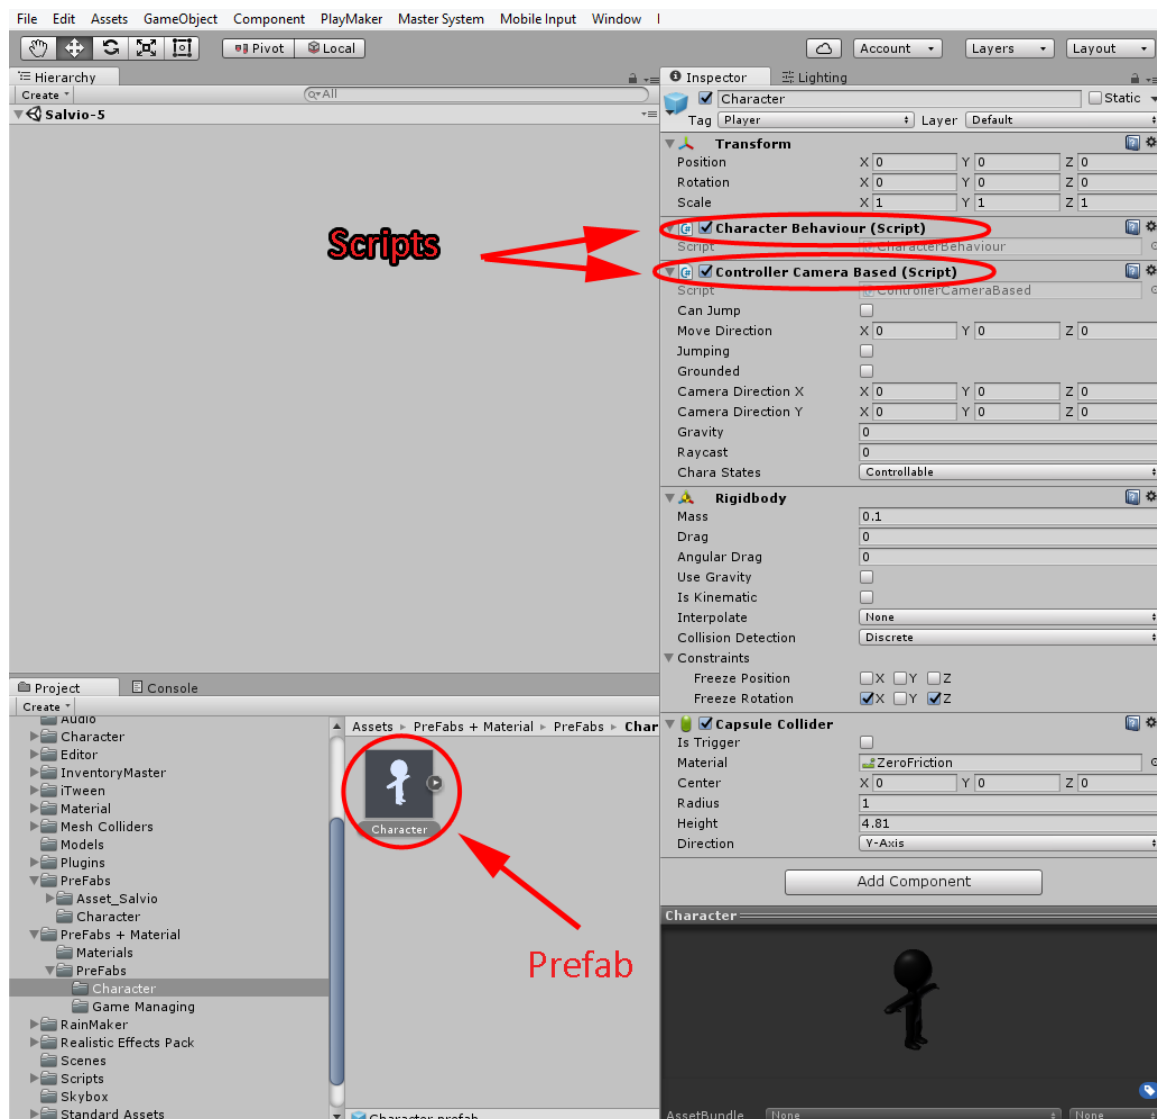 File Edit Assets GameObject Component PlayMaker Master System Mobile Input Window
Pivot Local Account Layers Layout
Hierarchy
Create All
Salvio-5
Scripts
Inspector Lighting
Character Static
Tag Player Layer Default
Transform
Position X 0 Y 0 Z 0
Rotation X 0 Y 0 Z 0
Scale X 1 Y 1 Z 1
Character Behaviour (Script)
Script CharacterBehaviour
Controller Camera Based (Script)
Script ControllerCameraBased
Can Jump
Move Direction X 0 Y 0 Z 0
Jumping
Grounded
Camera Direction X X 0 Y 0 Z 0
Camera Direction Y X 0 Y 0 Z 0
Gravity 0
Raycast 0
Chara States Controllable
Rigidbody
Mass 0.1
Drag 0
Angular Drag 0
Use Gravity
Is Kinematic
Interpolate None
Collision Detection Discrete
Constraints
Freeze Position X Y Z
Freeze Rotation X Y Z
Capsule Collider
Is Trigger
Material ZeroFriction
Center X 0 Y 0 Z 0
Radius 1
Height 4.81
Direction Y-Axis
Add Component
Character
AssetBundle None None
Project Console
Create
Audio
Character
Editor
InventoryMaster
iTween
Material
Mesh Colliders
Models
Plugins
PreFabs
Asset_Salvio
Character
PreFabs + Material
Materials
PreFabs
Character
Game Managing
RainMaker
Realistic Effects Pack
Scenes
Scripts
Skybox
Standard Assets
Assets PreFabs + Material PreFabs Char
Character
Prefab
Character.prefab